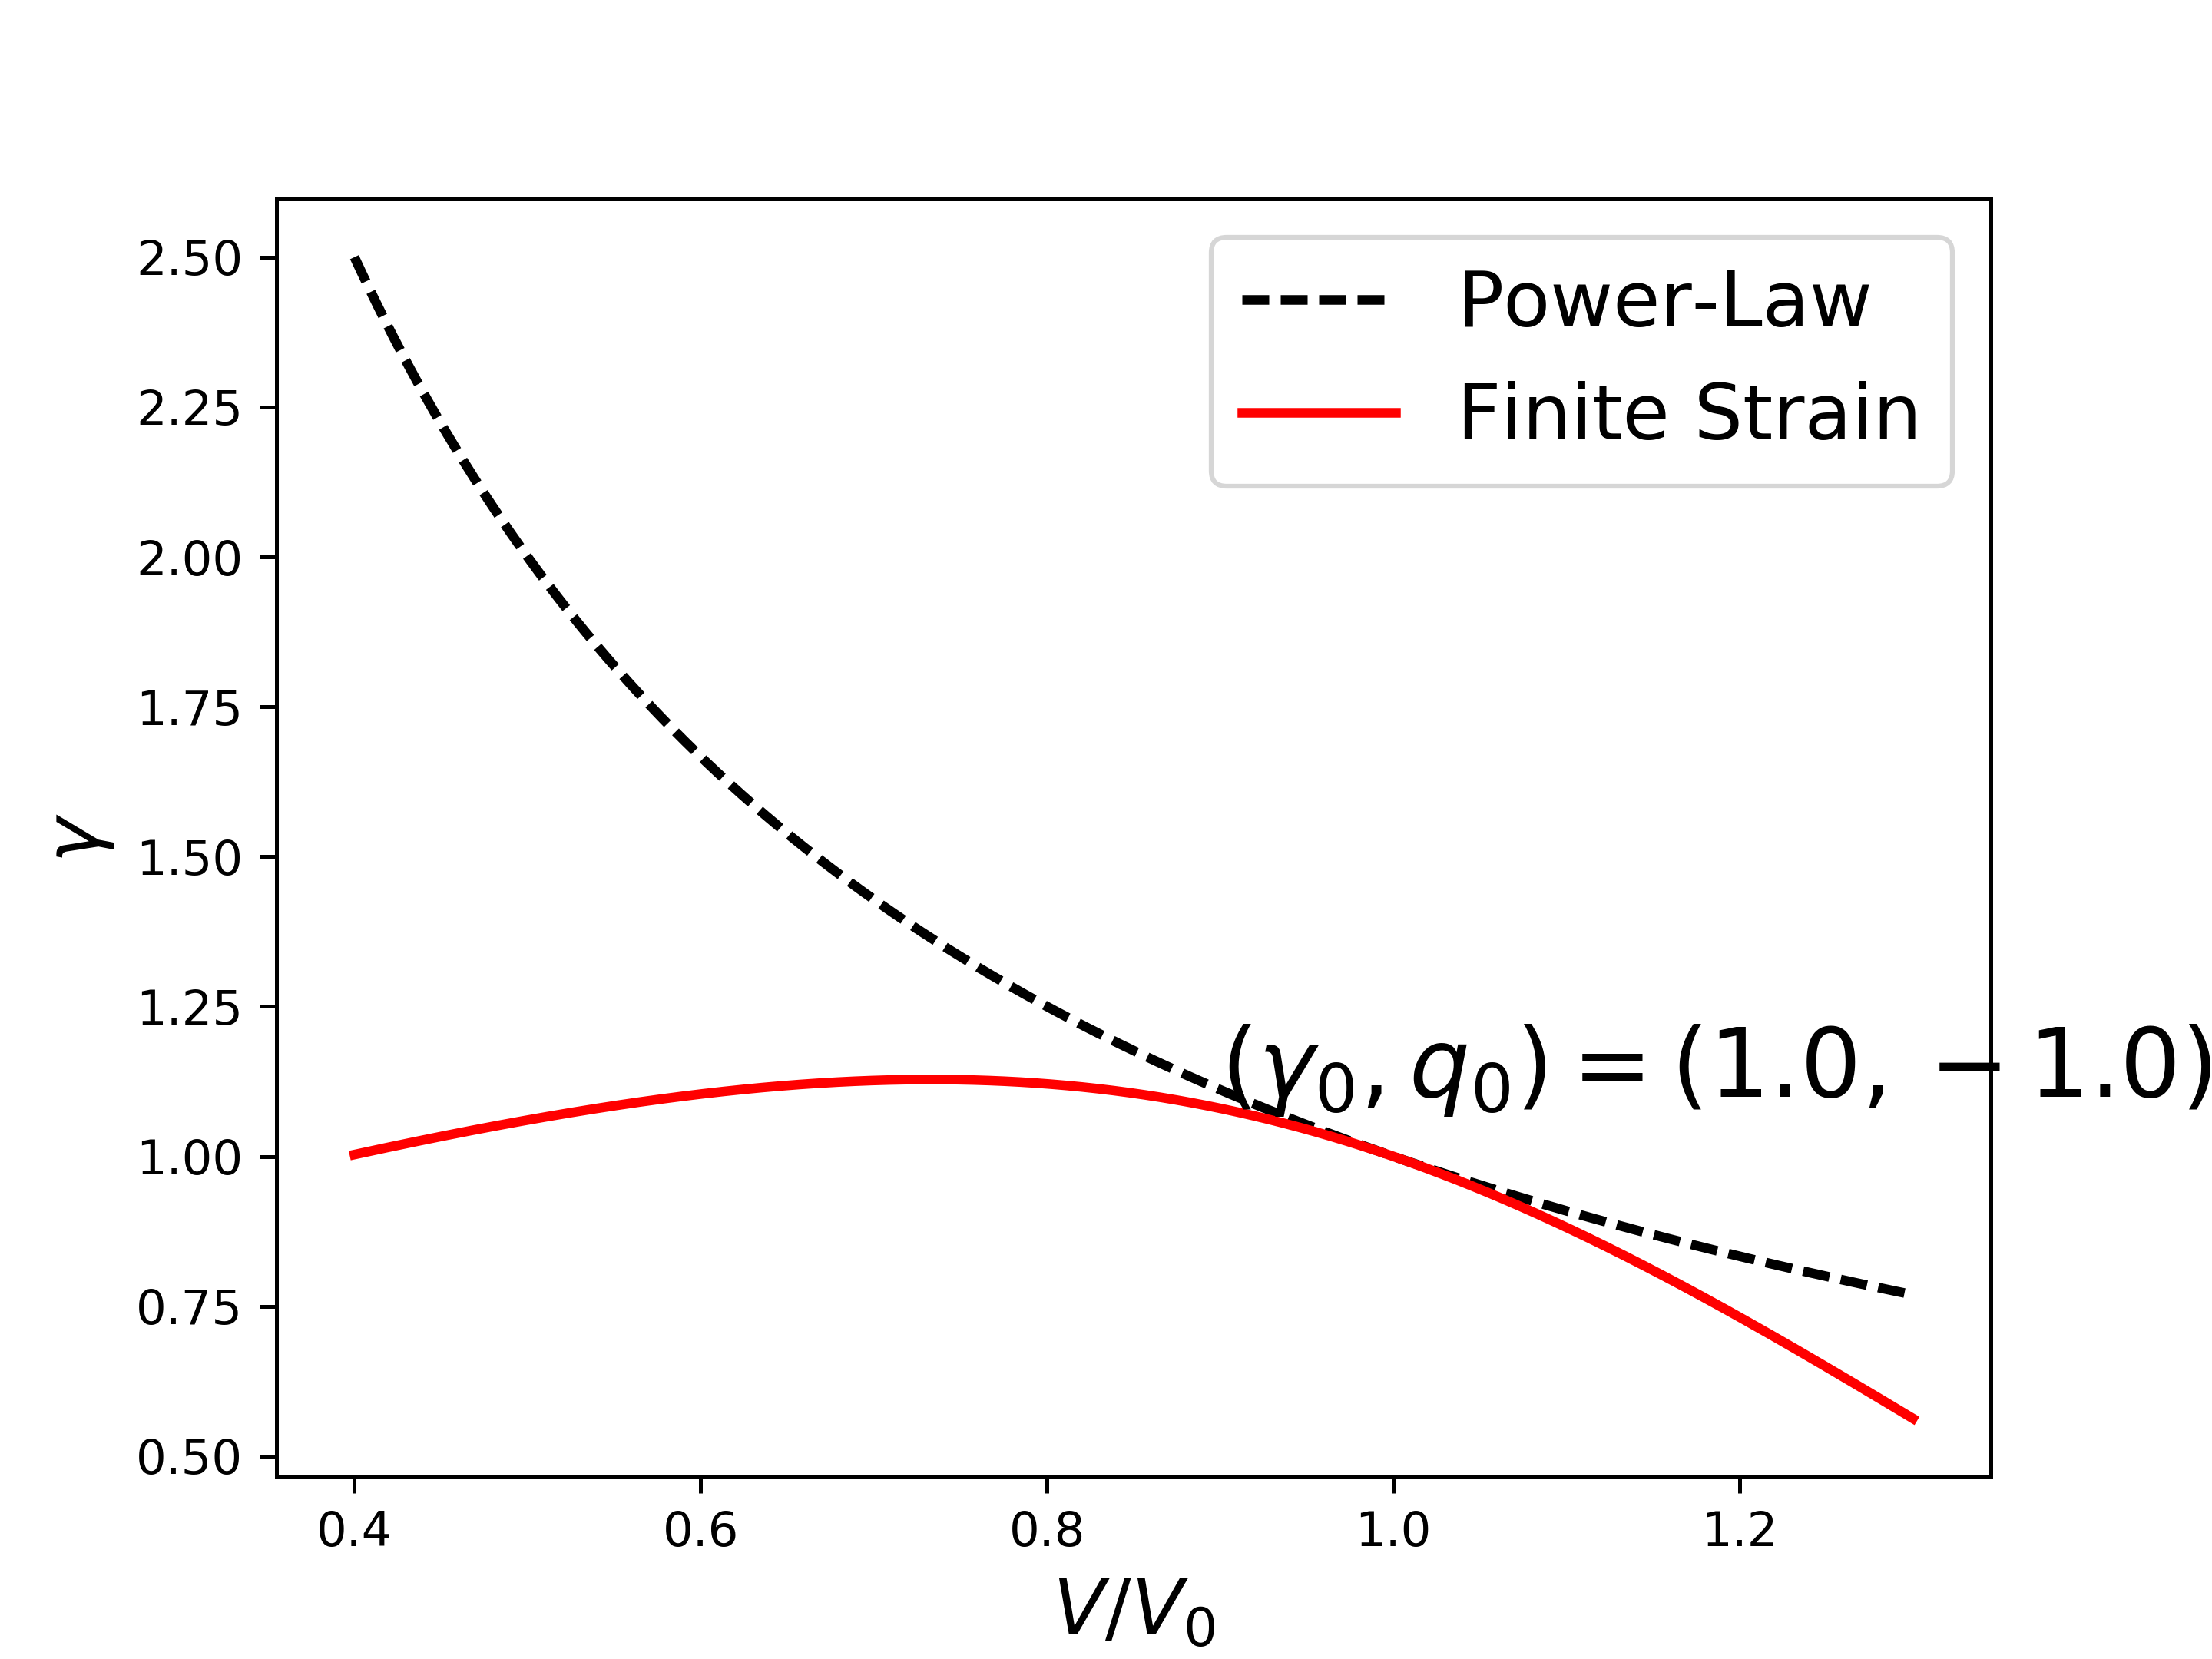 Power-Law
Finite Strain
2.50
2.25
2.00
1.75
1.50
1.25
1.00
0.75
0.50
γ
(γ₀, q₀) = (1.0, −1.0)
0.4 0.6 0.8 1.0 1.2
V/V₀